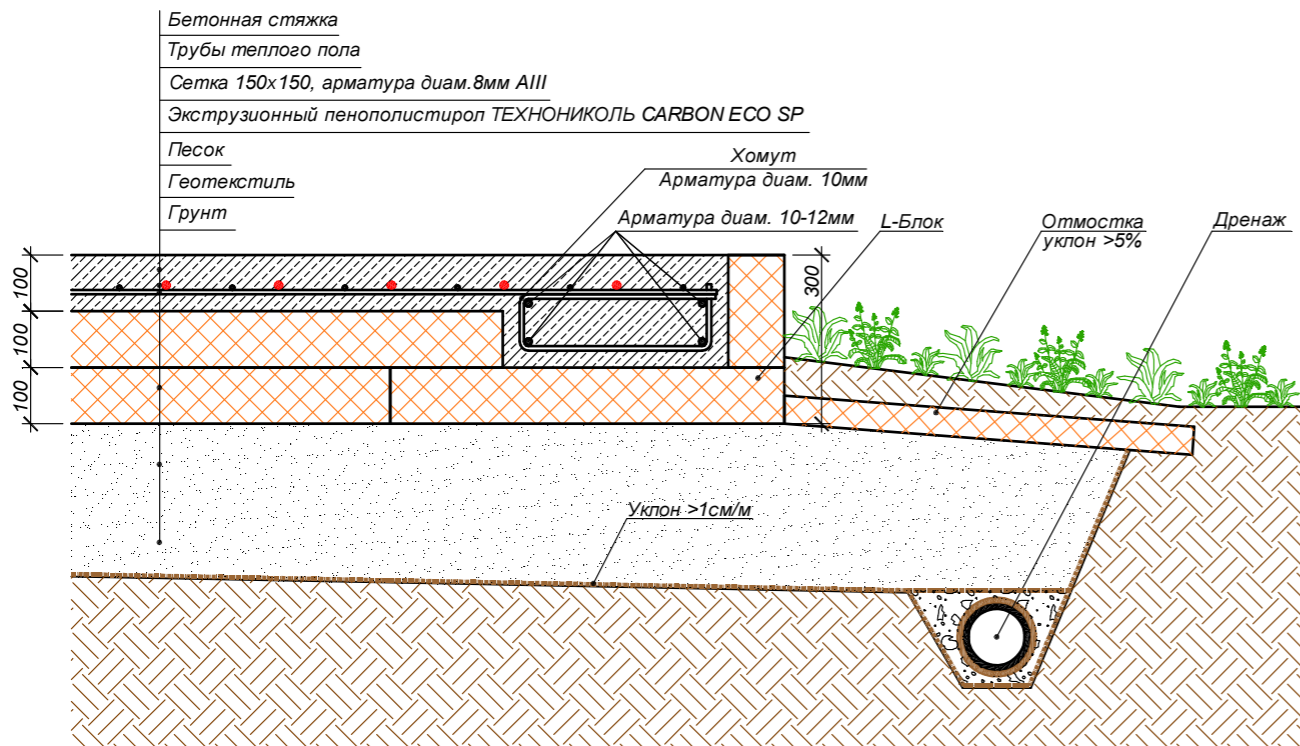 Бетонная стяжка
Трубы теплого пола
Сетка 150х150, арматура диам.8мм АIII
Экструзионный пенополистирол ТЕХНОНИКОЛЬ CARBON ECO SP
Песок
Геотекстиль
Грунт
Хомут
Арматура диам. 10мм
Арматура диам. 10-12мм
L-Блок
Отмостка
уклон >5%
Дренаж
100
100
100
300
Уклон >1см/м